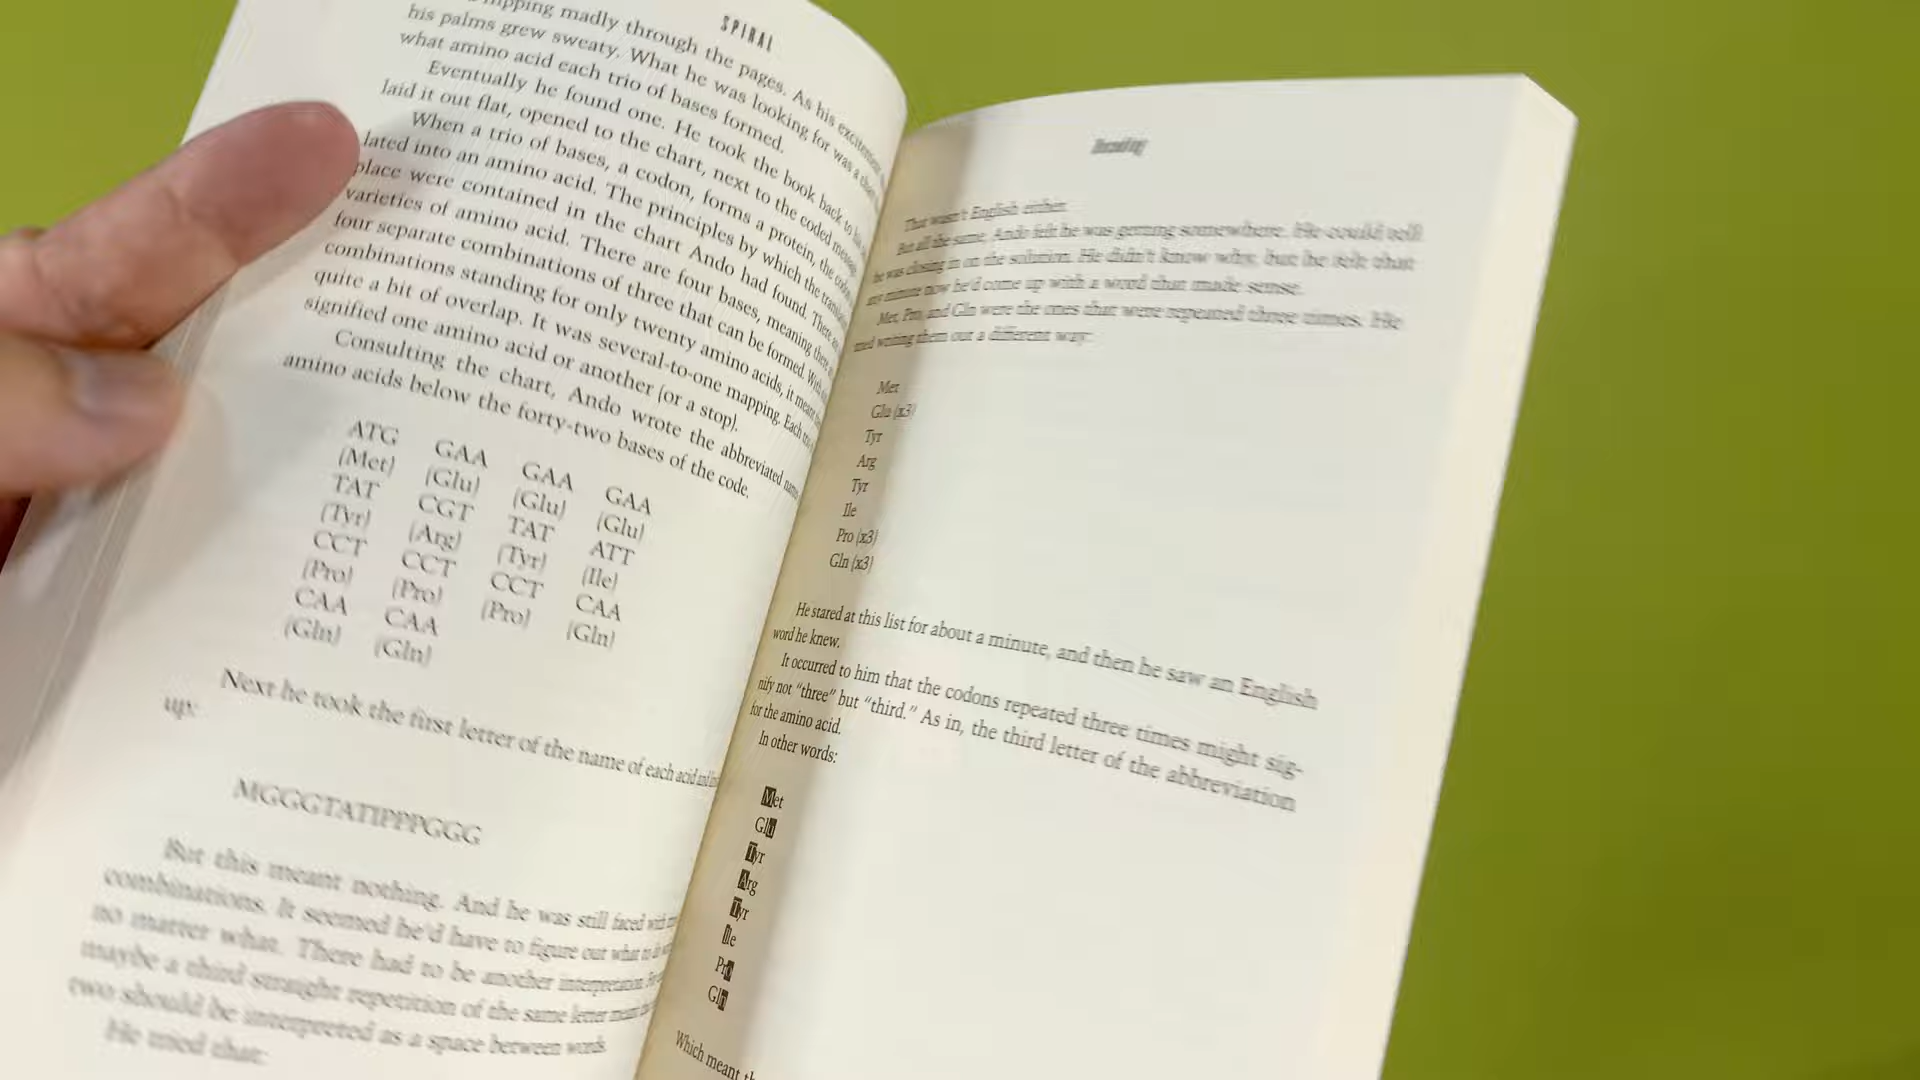 SPIRAL
madly through the pages. As his
his palms grew sweaty. What he was looking for was a
what amino acid each trio of bases formed.
Eventually he found one. He took the book back to
laid it out flat, opened to the chart, next to the coded message.
When a trio of bases, a codon, forms a protein, the
lated into an amino acid. The principles by which the
place were contained in the chart Ando had found. There
varieties of amino acid. There are four bases, meaning there
four separate combinations of three that can be formed. With
combinations standing for only twenty amino acids, it meant
quite a bit of overlap. It was several-to-one mapping. Each
signified one amino acid or another (or a stop).
Consulting the chart, Ando wrote the abbreviated
amino acids below the forty-two bases of the code.
ATG GAA GAA GAA
(Met) (Glu) (Glu) (Glu)
TAT CGT TAT ATT
(Tyr) (Arg) (Tyr) (Ile)
CCT CCT CCT CAA
(Pro) (Pro) (Pro) (Gln)
CAA CAA
(Gln) (Gln)
Next he took the first letter of the name of each acid and
up:
MGGGTATIPPPGGG
But this meant nothing. And he was still faced with
combinations. It seemed he'd have to figure out what to do
no matter what. There had to be another interpretation.
maybe a third straight repetition of the same letter meant
two should be interpreted as a space between words.
He tried that:
Decoding
That wasn't English either.
But all the same, Ando felt he was getting somewhere. He could tell
he was closing in on the solution. He didn't know why, but he felt that
any minute now he'd come up with a word that made sense.
Met, Pro, and Gln were the ones that were repeated three times. He
tried writing them out a different way:
Met
Glu (x3)
Tyr
Arg
Tyr
Ile
Pro (x3)
Gln (x3)
He stared at this list for about a minute, and then he saw an English
word he knew.
It occurred to him that the codons repeated three times might sig-
nify not "three" but "third." As in, the third letter of the abbreviation
for the amino acid.
In other words:
Met
Glu
Tyr
Arg
Tyr
Ile
Pro
Gln
Which meant